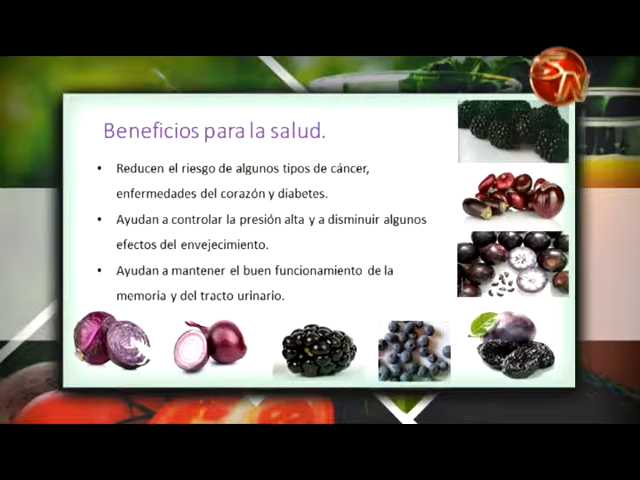 Beneficios para la salud.
• Reducen el riesgo de algunos tipos de cáncer,
enfermedades del corazón y diabetes.
• Ayudan a controlar la presión alta y a disminuir algunos
efectos del envejecimiento.
• Ayudan a mantener el buen funcionamiento de la
memoria y del tracto urinario.